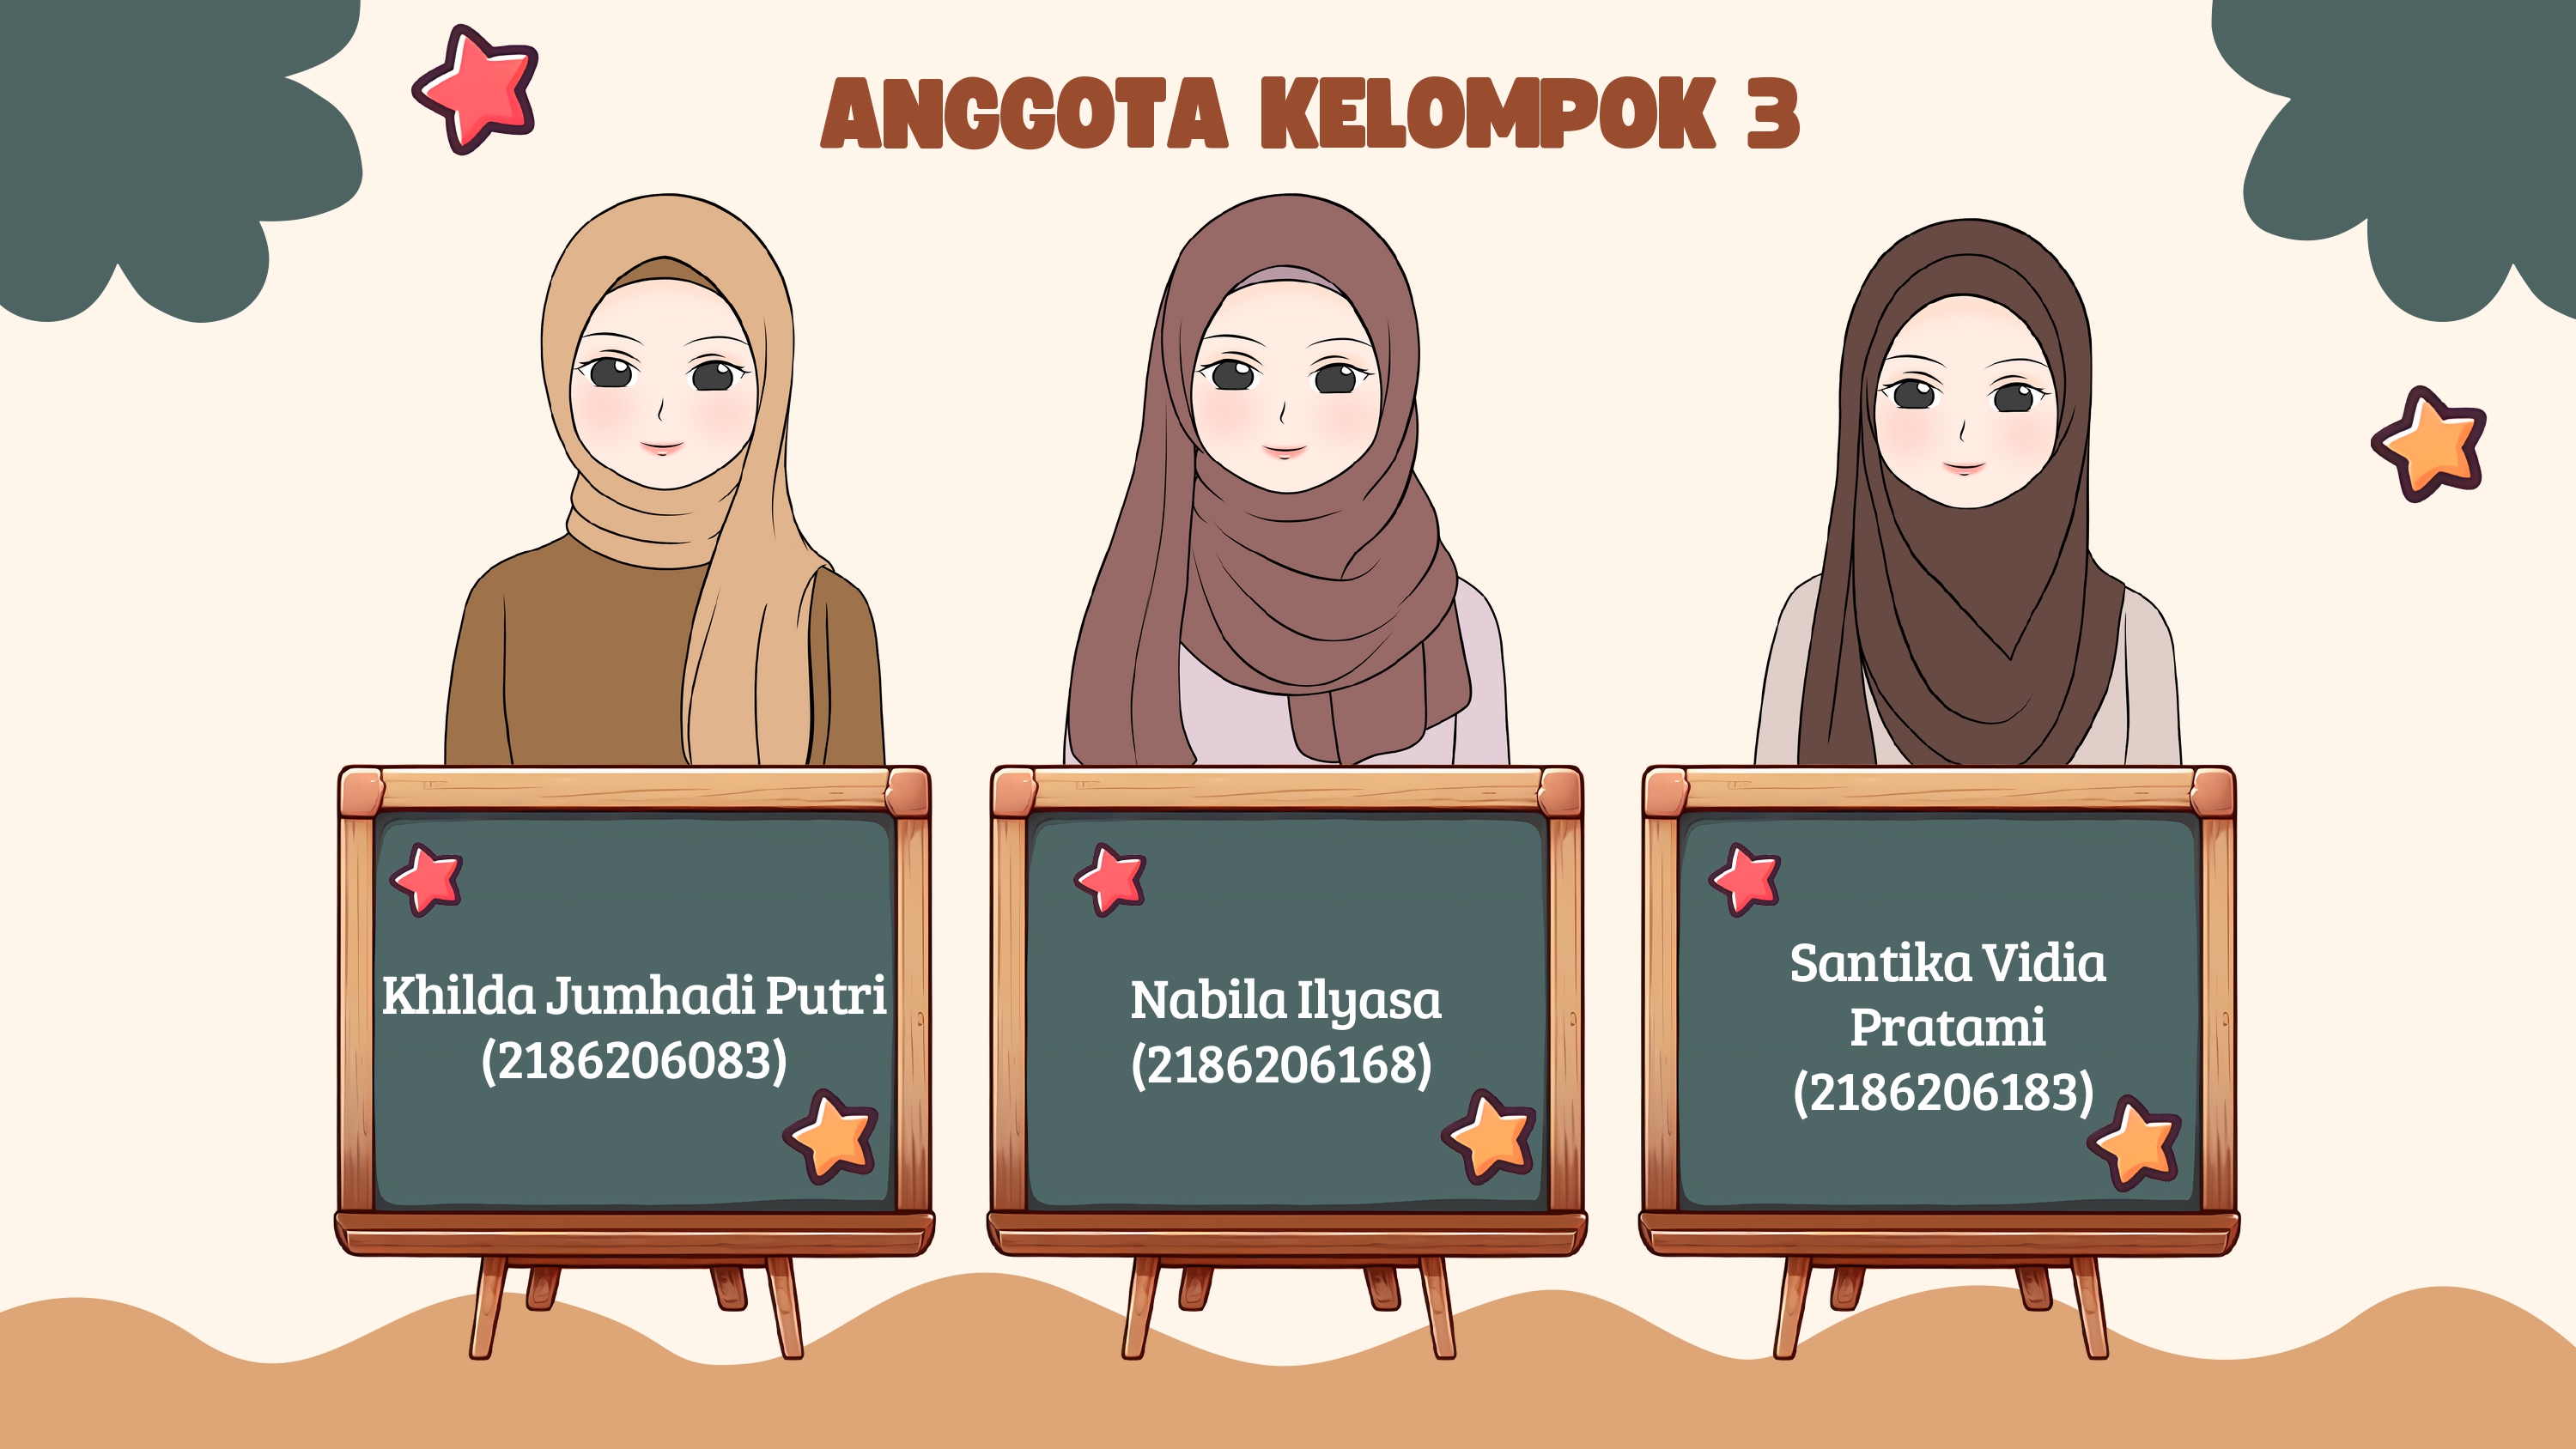 ANGGOTA KELOMPOK 3
Khilda Jumhadi Putri
(2186206083)
Nabila Ilyasa
(2186206168)
Santika Vidia
Pratami
(2186206183)